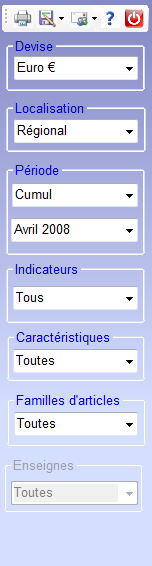 Devise
Euro €
Localisation
Régional
Période
Cumul
Avril 2008
Indicateurs
Tous
Caractéristiques
Toutes
Familles d'articles
Toutes
Enseignes
Toutes